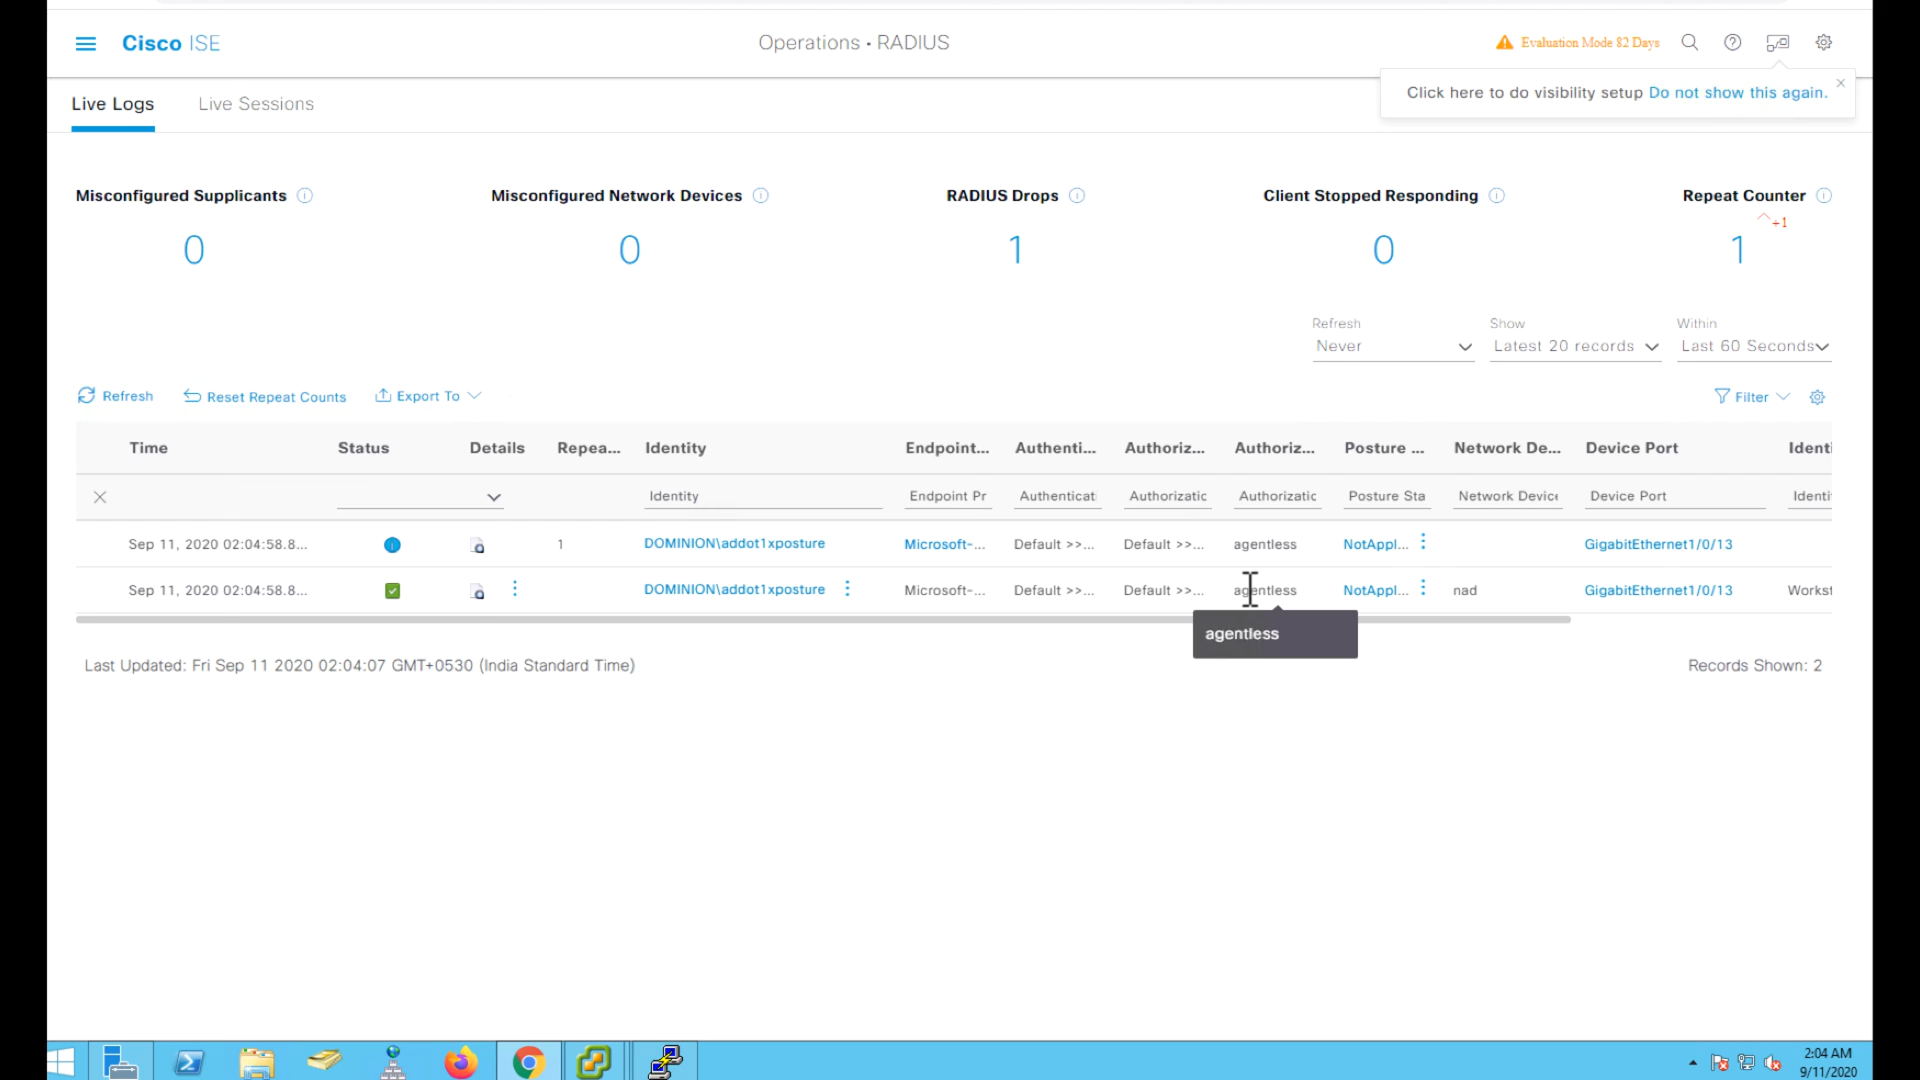 Cisco ISE
Operations • RADIUS
Evaluation Mode 82 Days
Click here to do visibility setup Do not show this again.
Live Logs
Live Sessions
Misconfigured Supplicants
Misconfigured Network Devices
RADIUS Drops
Client Stopped Responding
Repeat Counter
+1
0
0
1
0
1
Refresh
Show
Within
Never
Latest 20 records
Last 60 Seconds
Refresh
Reset Repeat Counts
Export To
Filter
Time Status Details Repea... Identity Endpoint... Authenti... Authoriz... Authoriz... Posture ... Network De... Device Port Identi
Identity Endpoint Pr Authenticat Authorizatic Authorizatic Posture Sta Network Device Device Port Identi
Sep 11, 2020 02:04:58.8... 1 DOMINION\addot1xposture Microsoft-... Default >>... Default >>... agentless NotAppl... GigabitEthernet1/0/13
Sep 11, 2020 02:04:58.8... DOMINION\addot1xposture Microsoft-... Default >>... Default >>... agentless NotAppl... nad GigabitEthernet1/0/13 Workst
agentless
Last Updated: Fri Sep 11 2020 02:04:07 GMT+0530 (India Standard Time)
Records Shown: 2
2:04 AM
9/11/2020